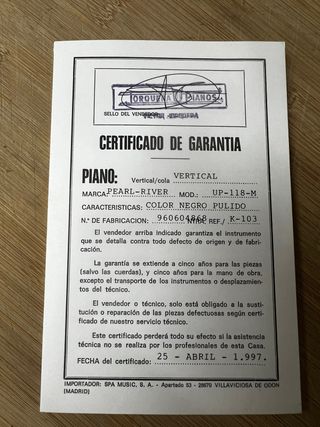 PIANOS
SELLO DEL VENDEDOR
CERTIFICADO DE GARANTIA
PIANO: Vertical/cola VERTICAL
MARCA PEARL-RIVER MOD.: UP-118-M
CARACTERISTICAS: COLOR NEGRO PULIDO
N.º DE FABRICACION: 960604868 REF./ K-103
El vendedor arriba indicado garantiza el instrumento
que se detalla contra todo defecto de origen y de fabri-
cación.
La garantía se extiende a cinco años para las piezas
(salvo las cuerdas), y cinco años para la mano de obra,
excepto el transporte de los instrumentos o desplazamien-
tos del técnico.
El vendedor o técnico, solo está obligado a la susti-
tución o reparación de las piezas defectuosas según cer-
tificado de nuestro servicio técnico.
Este certificado perderá todo su efecto si la asistencia
técnica no se realiza por los profesionales de esta Casa.
FECHA del certificado: 25 - ABRIL - 1.997.
IMPORTADOR: SPA MUSIC, S. A. - Apartado 53 - 28670 VILLAVICIOSA DE ODON
(MADRID)